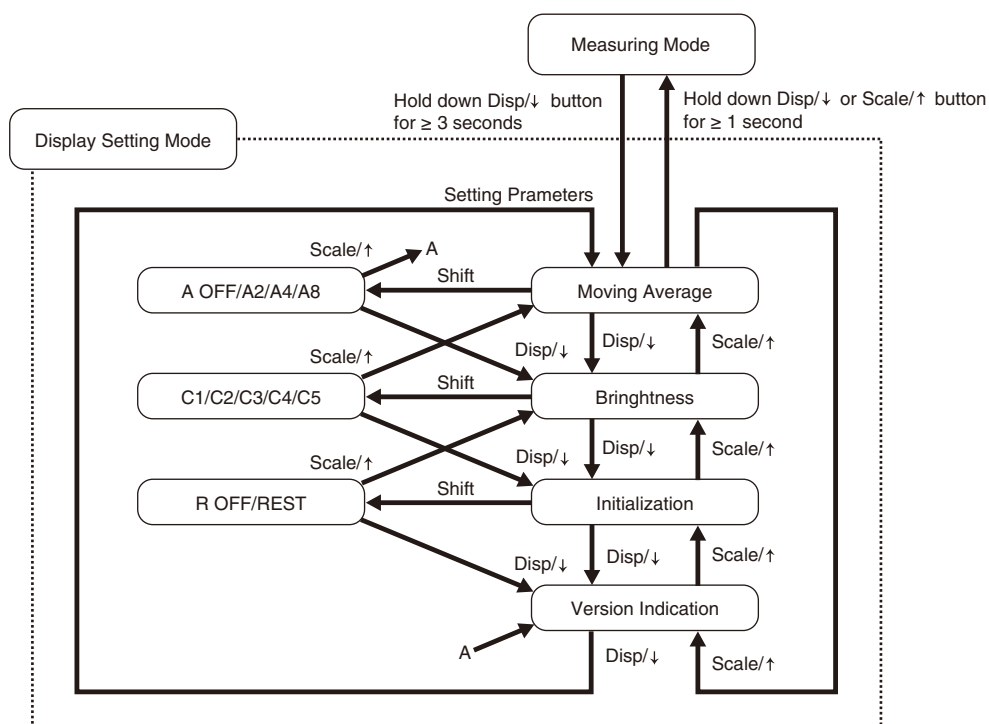 Measuring Mode
Hold down Disp/↓ button
for ≥ 3 seconds
Hold down Disp/↓ or Scale/↑ button
for ≥ 1 second
Display Setting Mode
Setting Prameters
Scale/↑
A
A OFF/A2/A4/A8
Shift
Moving Average
Scale/↑
Disp/↓
Disp/↓
Scale/↑
C1/C2/C3/C4/C5
Shift
Bringhtness
Scale/↑
Disp/↓
Disp/↓
Scale/↑
R OFF/REST
Shift
Initialization
Disp/↓
Disp/↓
Scale/↑
Version Indication
A
Disp/↓
Scale/↑